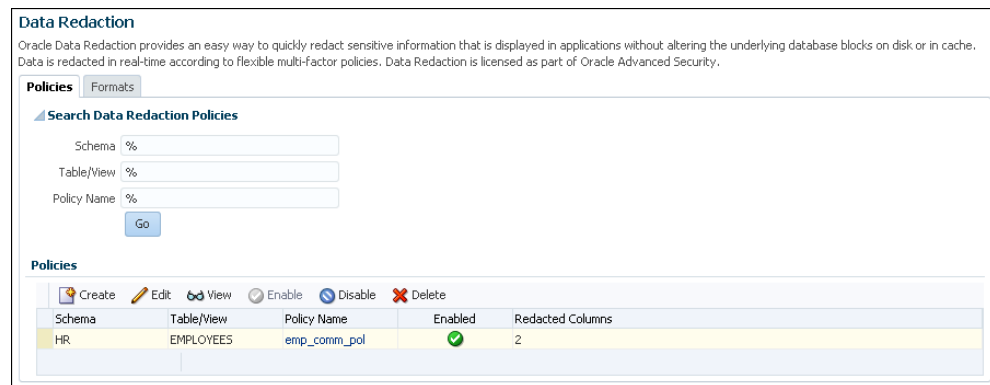 Data Redaction
Oracle Data Redaction provides an easy way to quickly redact sensitive information that is displayed in applications without altering the underlying database blocks on disk or in cache.
Data is redacted in real-time according to flexible multi-factor policies. Data Redaction is licensed as part of Oracle Advanced Security.
Policies Formats
Search Data Redaction Policies
Schema %
Table/View %
Policy Name %
Go
Policies
Create Edit View Enable Disable Delete
Schema Table/View Policy Name Enabled Redacted Columns
HR EMPLOYEES emp_comm_pol 2